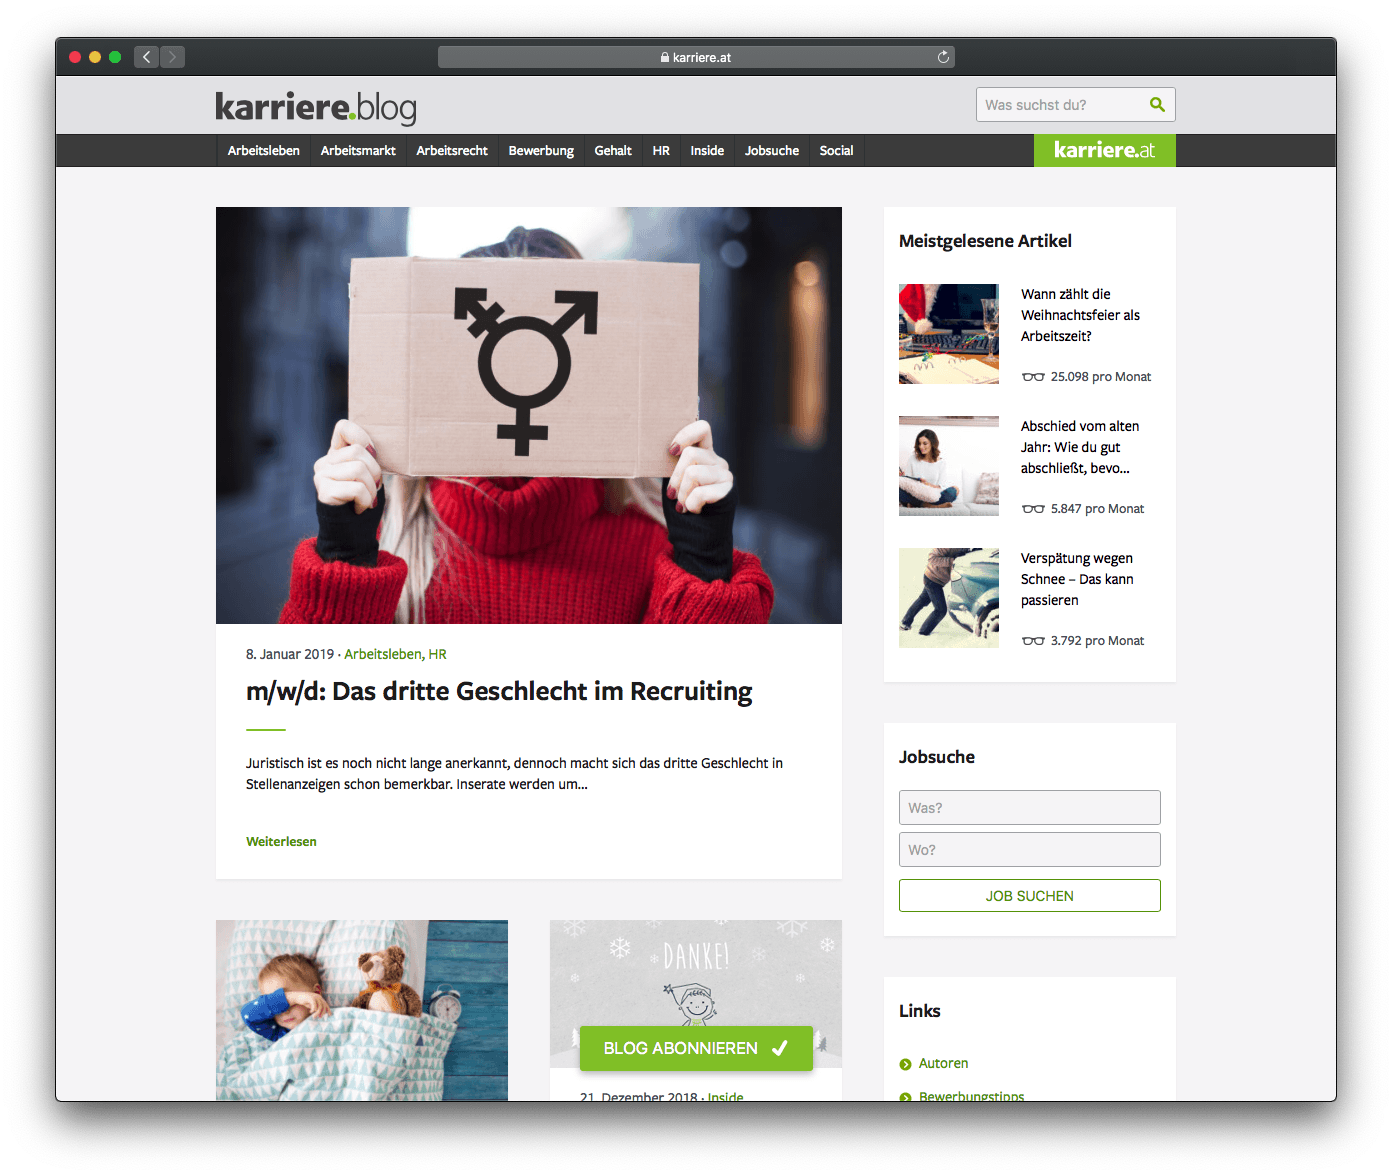 karriere.at
karriere.blog
Was suchst du?
Arbeitsleben Arbeitsmarkt Arbeitsrecht Bewerbung Gehalt HR Inside Jobsuche Social
karriere.at
8. Januar 2019 · Arbeitsleben, HR
m/w/d: Das dritte Geschlecht im Recruiting
Juristisch ist es noch nicht lange anerkannt, dennoch macht sich das dritte Geschlecht in
Stellenanzeigen schon bemerkbar. Inserate werden um...
Weiterlesen
DANKE!
BLOG ABONNIEREN
21. Dezember 2018 · Inside
Meistgelesene Artikel
Wann zählt die
Weihnachtsfeier als
Arbeitszeit?
25.098 pro Monat
Abschied vom alten
Jahr: Wie du gut
abschließt, bevo...
5.847 pro Monat
Verspätung wegen
Schnee – Das kann
passieren
3.792 pro Monat
Jobsuche
Was?
Wo?
JOB SUCHEN
Links
Autoren
Bewerbungstipps